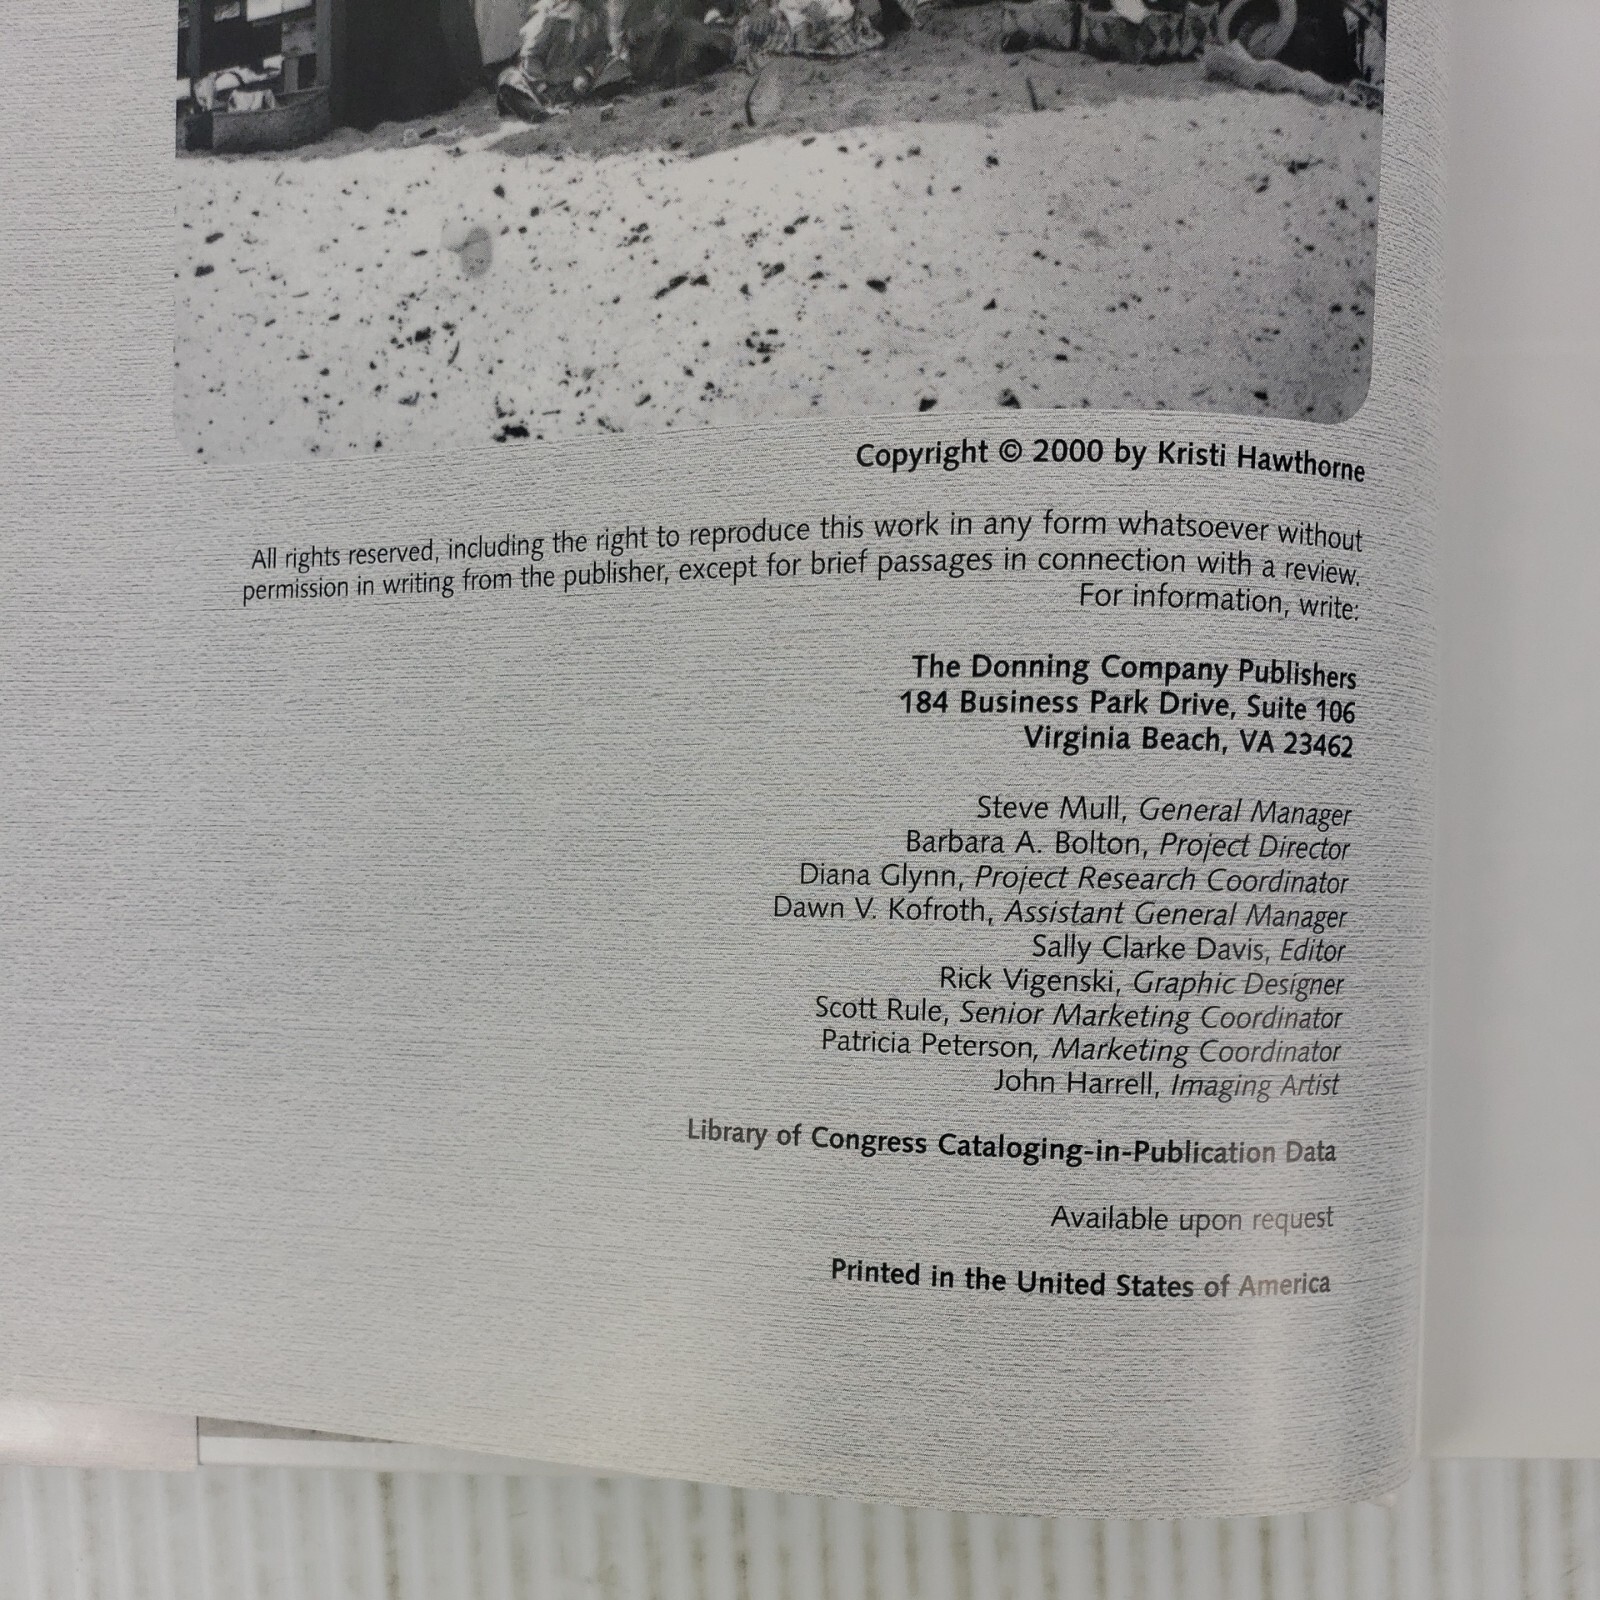 Copyright © 2000 by Kristi Hawthorne
All rights reserved, including the right to reproduce this work in any form whatsoever without
permission in writing from the publisher, except for brief passages in connection with a review.
For information, write:
The Donning Company Publishers
184 Business Park Drive, Suite 106
Virginia Beach, VA 23462
Steve Mull, General Manager
Barbara A. Bolton, Project Director
Diana Glynn, Project Research Coordinator
Dawn V. Kofroth, Assistant General Manager
Sally Clarke Davis, Editor
Rick Vigenski, Graphic Designer
Scott Rule, Senior Marketing Coordinator
Patricia Peterson, Marketing Coordinator
John Harrell, Imaging Artist
Library of Congress Cataloging-in-Publication Data
Available upon request
Printed in the United States of America